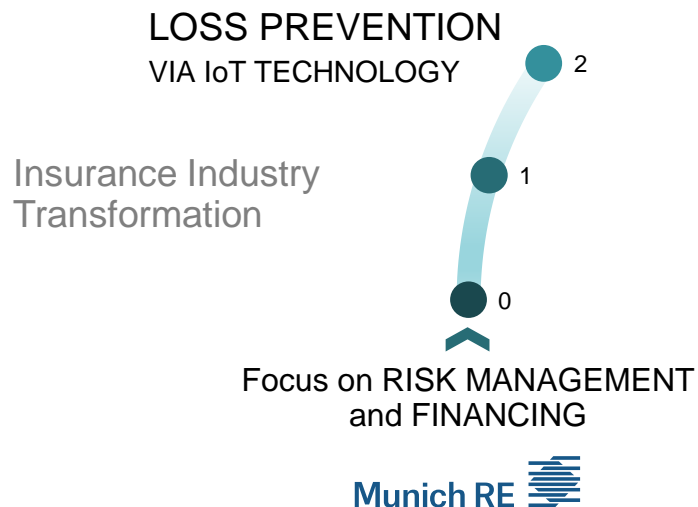 LOSS PREVENTION
VIA IoT TECHNOLOGY
2
Insurance Industry
Transformation
1
0
Focus on RISK MANAGEMENT
and FINANCING
Munich RE